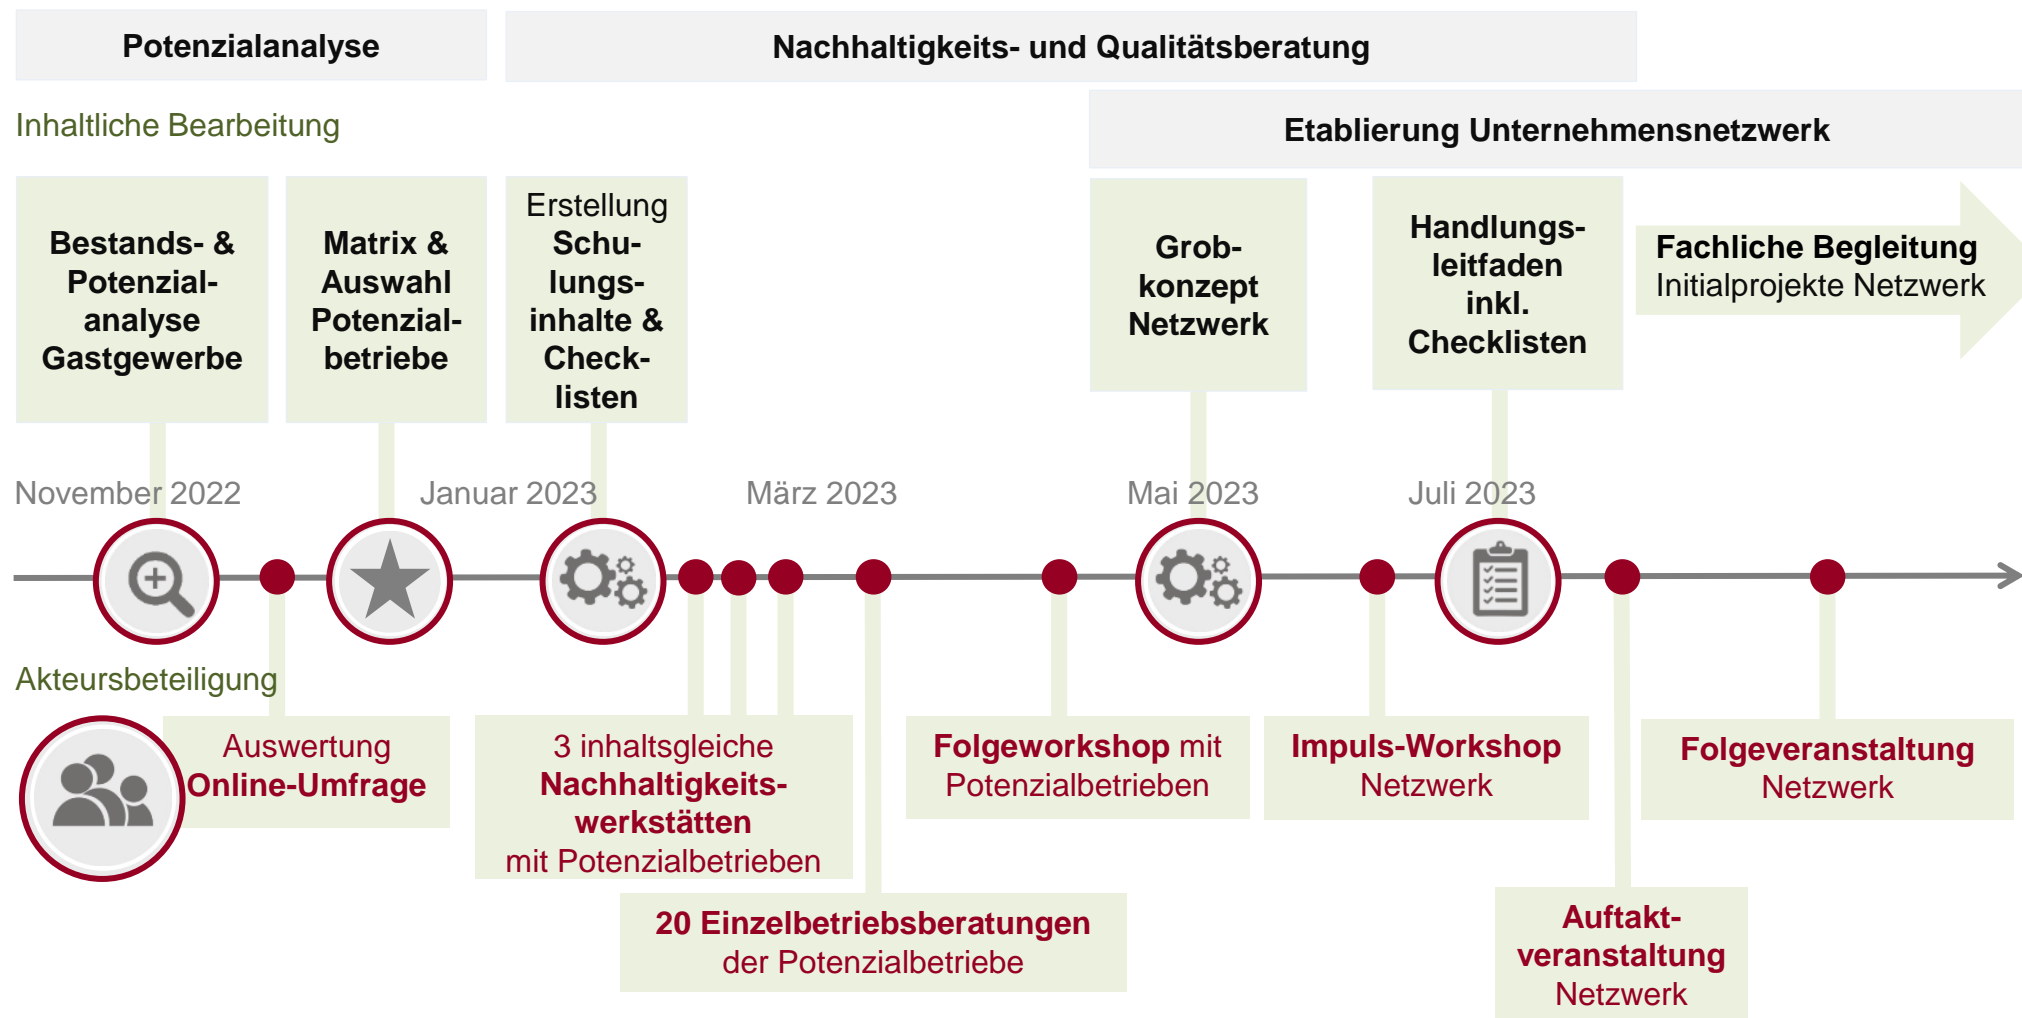 Potenzialanalyse
Nachhaltigkeits- und Qualitätsberatung
Inhaltliche Bearbeitung
Etablierung Unternehmensnetzwerk
Bestands- &
Potenzial-
analyse
Gastgewerbe
Matrix &
Auswahl
Potenzial-
betriebe
Erstellung
Schu-
lungs-
inhalte &
Check-
listen
Grob-
konzept
Netzwerk
Handlungs-
leitfaden
inkl.
Checklisten
Fachliche Begleitung
Initialprojekte Netzwerk
November 2022
Januar 2023
März 2023
Mai 2023
Juli 2023
Akteursbeteiligung
Auswertung
Online-Umfrage
3 inhaltsgleiche
Nachhaltigkeits-
werkstätten
mit Potenzialbetrieben
20 Einzelbetriebsberatungen
der Potenzialbetriebe
Folgeworkshop mit
Potenzialbetrieben
Impuls-Workshop
Netzwerk
Auftakt-
veranstaltung
Netzwerk
Folgeveranstaltung
Netzwerk